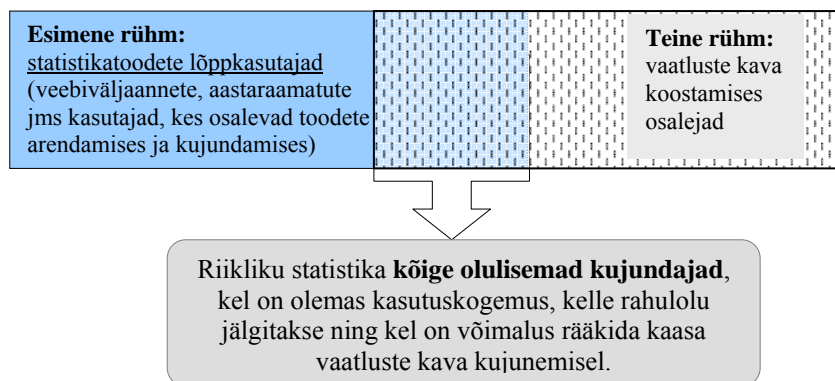 Esimene rühm:
statistikatoodete lõppkasutajad
(veebiväljaannete, aastaraamatute
jms kasutajad, kes osalevad toodete
arendamises ja kujundamises)
Teine rühm:
vaatluste kava
koostamises
osalejad
Riikliku statistika kõige olulisemad kujundajad,
kel on olemas kasutuskogemus, kelle rahulolu
jälgitakse ning kel on võimalus rääkida kaasa
vaatluste kava kujunemisel.